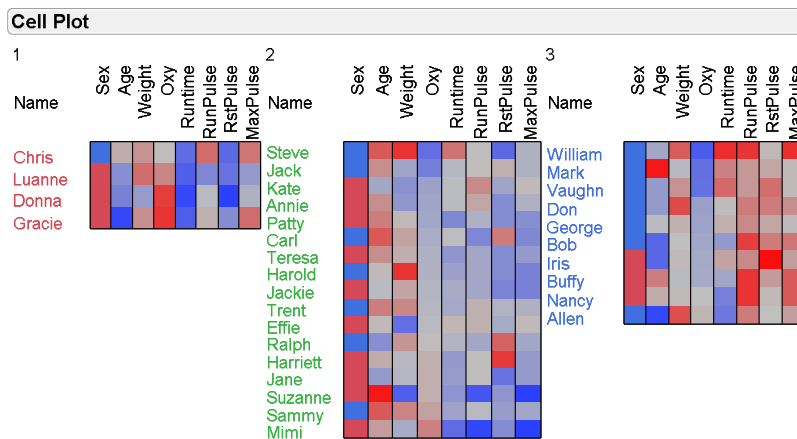 Cell Plot
1
Name
Sex
Age
Weight
Oxy
Runtime
RunPulse
RstPulse
MaxPulse
Chris
Luanne
Donna
Gracie
2
Name
Sex
Age
Weight
Oxy
Runtime
RunPulse
RstPulse
MaxPulse
Steve
Jack
Kate
Annie
Patty
Carl
Teresa
Harold
Jackie
Trent
Effie
Ralph
Harriett
Jane
Suzanne
Sammy
Mimi
3
Name
Sex
Age
Weight
Oxy
Runtime
RunPulse
RstPulse
MaxPulse
William
Mark
Vaughn
Don
George
Bob
Iris
Buffy
Nancy
Allen